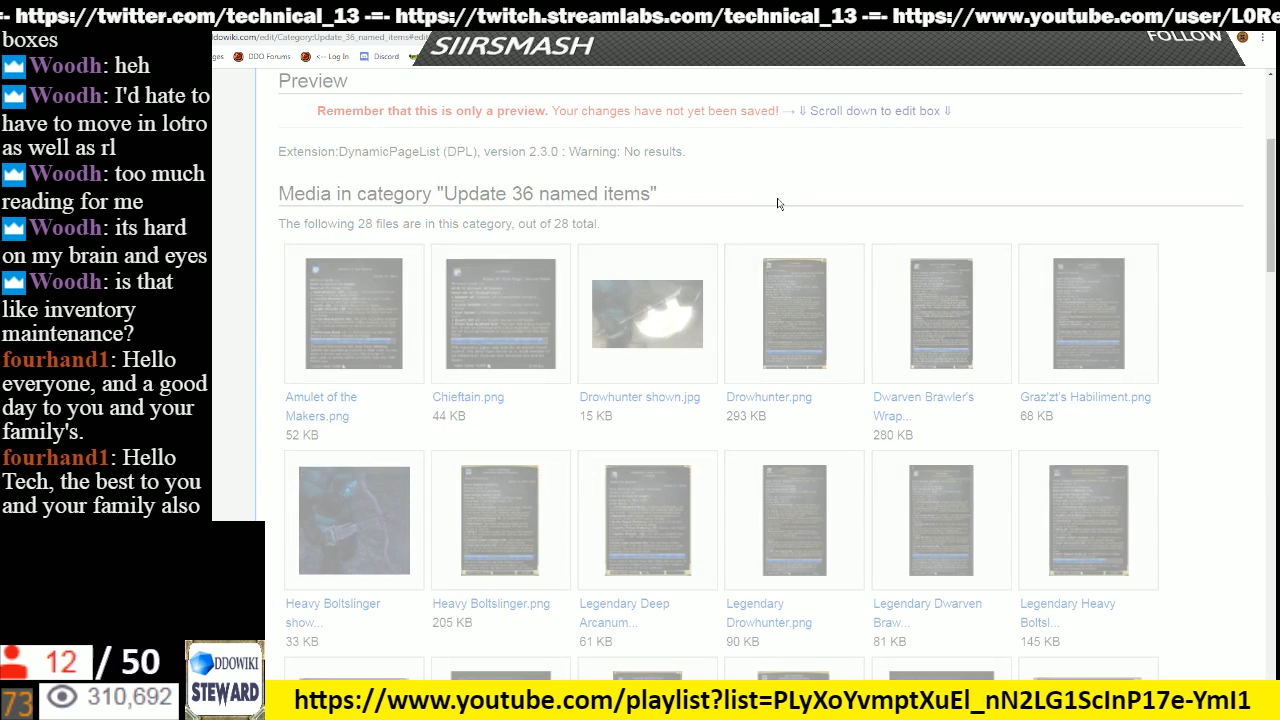 =- https://twitter.com/technical_13 -=- https://twitch.streamlabs.com/technical_13 -=- https://www.youtube.com/user/L0Re
boxes
Woodh: heh
Woodh: I'd hate to
have to move in lotro
as well as rl
Woodh: too much
reading for me
Woodh: its hard
on my brain and eyes
Woodh: is that
like inventory
maintenance?
fourhand1: Hello
everyone, and a good
day to you and your
family's.
fourhand1: Hello
Tech, the best to you
and your family also
12 / 50
73 310,692
DDOWIKI
STEWARD
ddowiki.com/edit/Category:Update_36_named_items#edit
SIIRSMASH
FOLLOW
ges DDO Forums <-- Log In Discord
Preview
Remember that this is only a preview. Your changes have not yet been saved! → ⇓ Scroll down to edit box ⇓
Extension:DynamicPageList (DPL), version 2.3.0 : Warning: No results.
Media in category "Update 36 named items"
The following 28 files are in this category, out of 28 total.
Amulet of the
Makers.png
52 KB
Chieftain.png
44 KB
Drowhunter shown.jpg
15 KB
Drowhunter.png
293 KB
Dwarven Brawler's
Wrap...
280 KB
Graz'zt's Habiliment.png
68 KB
Heavy Boltslinger
show...
33 KB
Heavy Boltslinger.png
205 KB
Legendary Deep
Arcanum...
61 KB
Legendary
Drowhunter.png
90 KB
Legendary Dwarven
Braw...
81 KB
Legendary Heavy
Boltsl...
145 KB
https://www.youtube.com/playlist?list=PLyXoYvmptXuEl_nN2LG1ScInP17e-YmI1